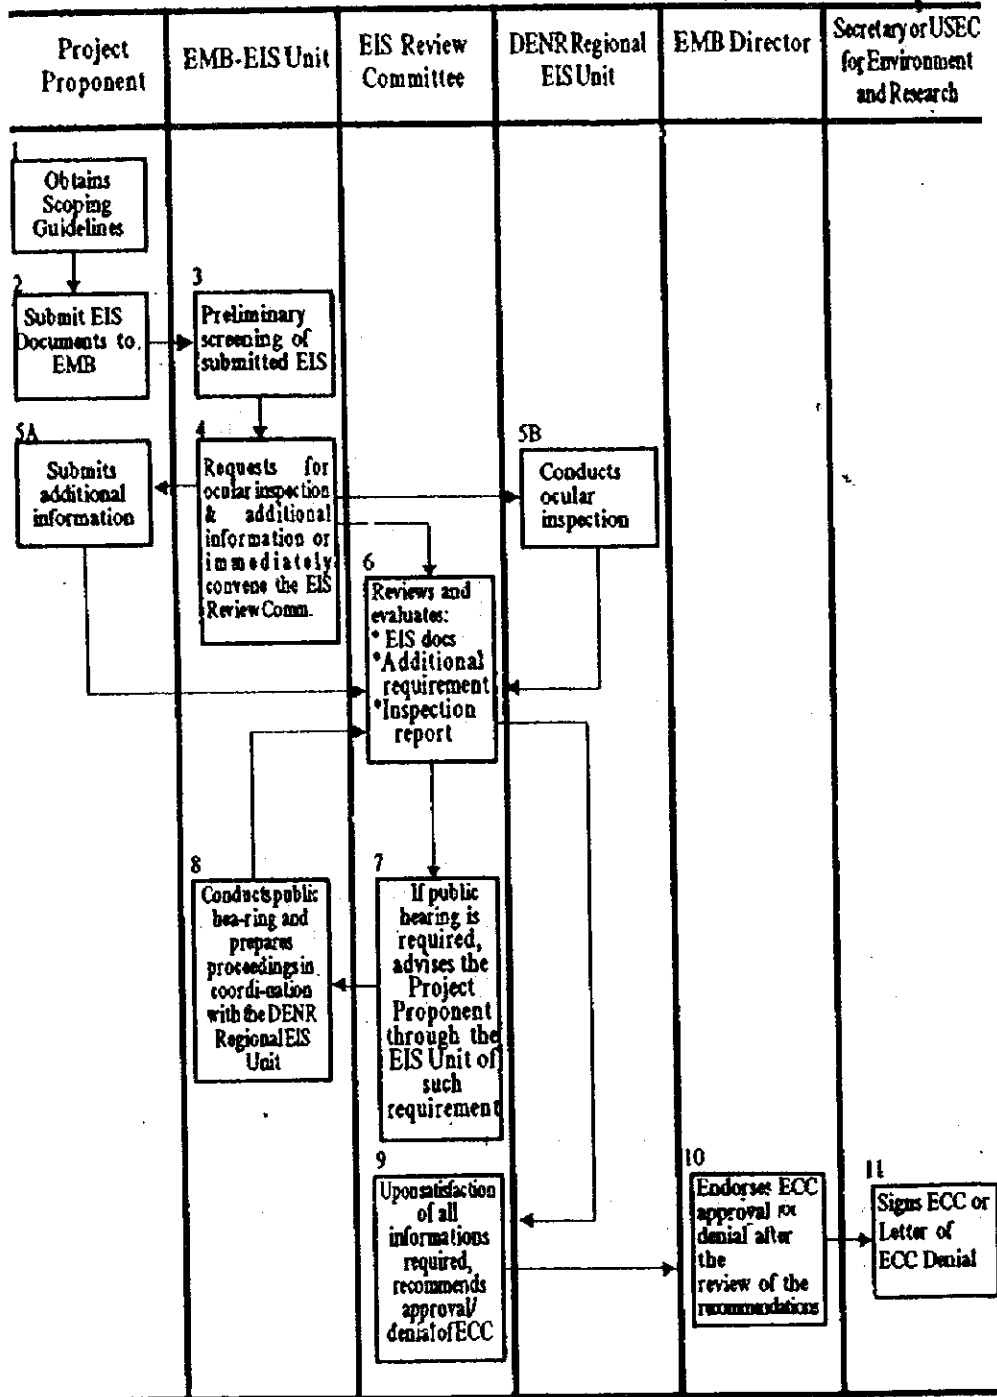 Project
Proponent
EMB-EIS Unit
EIS Review
Committee
DENR Regional
EIS Unit
EMB Director
Secretary or USEC
for Environment
and Research
1
Obtains
Scoping
Guidelines
2
Submit EIS
Documents to
EMB
3
Preliminary
screening of
submitted EIS
5A
Submits
additional
information
4
Requests for
ocular inspection
& additional
information or
immediately
convene the EIS
Review Comm.
5B
Conducts
ocular
inspection
6
Reviews and
evaluates:
* EIS docs
*Additional
requirement
*Inspection
report
8
Conducts public
hea-ring and
prepares
proceedings in
coordi-nation
with the DENR
Regional EIS
Unit
7
If public
hearing is
required,
advises the
Project
Proponent
through the
EIS Unit of
such
requirement
9
Upon satisfaction
of all
informations
required,
recommends
approval/
denial of ECC
10
Endorses ECC
approval or
denial after
the
review of the
recommendations
11
Signs ECC or
Letter of
ECC Denial